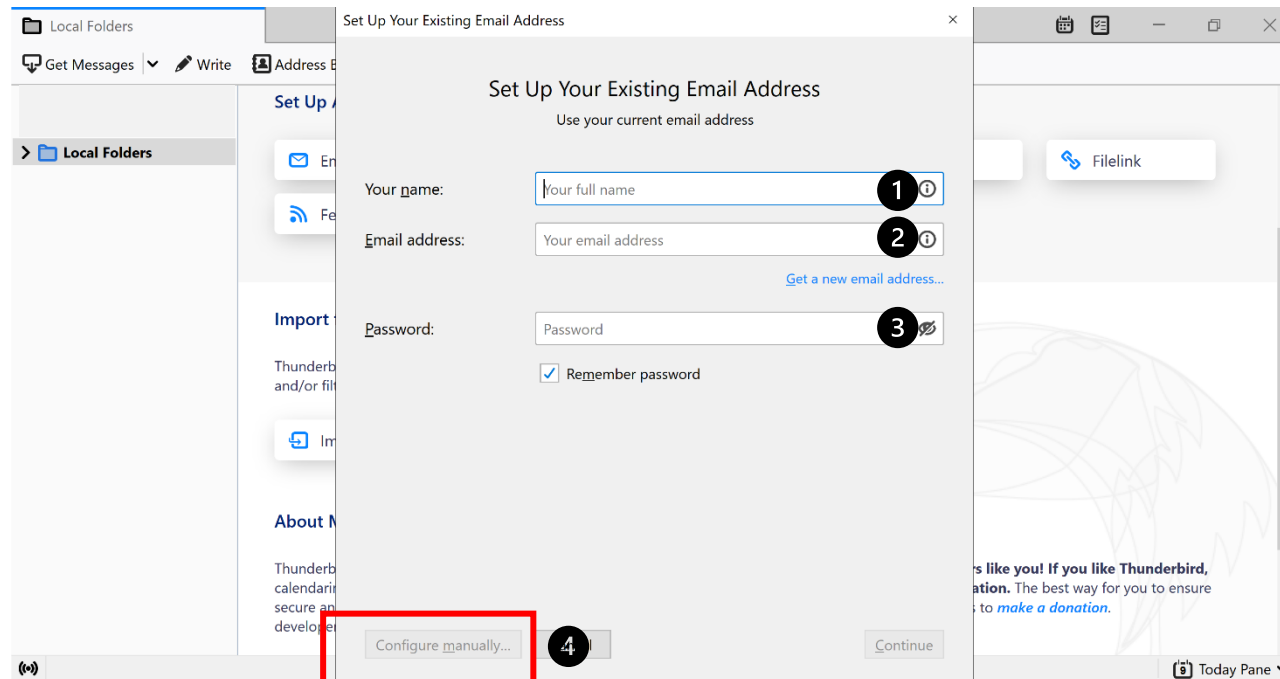 Local Folders
Set Up Your Existing Email Address
Get Messages
Write
Address
Set Up
Local Folders
Set Up Your Existing Email Address
Use your current email address
Filelink
Your name:
Your full name
1
Email address:
Your email address
2
Get a new email address...
Import
Password:
Password
3
Remember password
Thunderb
and/or filt
Im
About
Thunderb
calendarin
secure an
develope
rs like you! If you like Thunderbird,
ation. The best way for you to ensure
s to make a donation.
Configure manually...
4
Continue
9
Today Pane